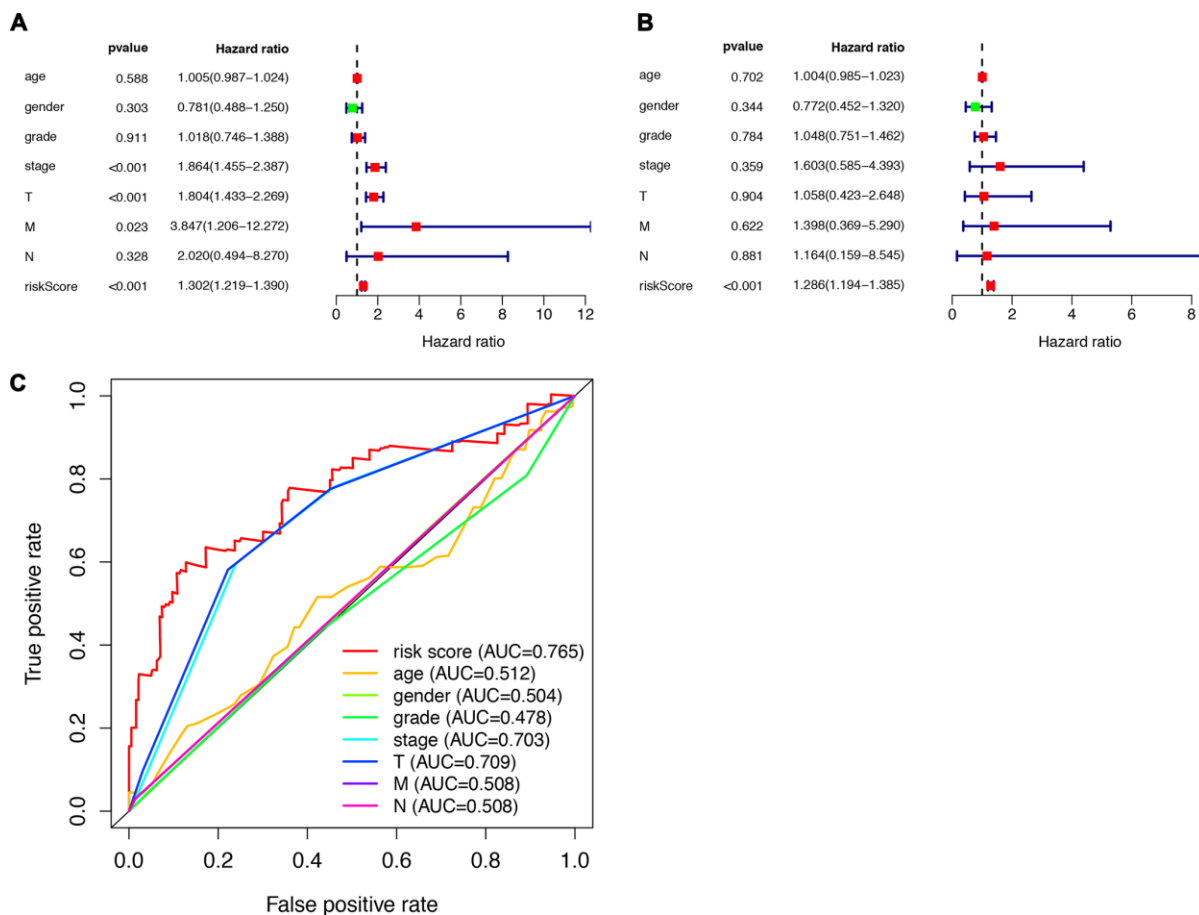 A
pvalue Hazard ratio
age 0.588 1.005(0.987−1.024)
gender 0.303 0.781(0.488−1.250)
grade 0.911 1.018(0.746−1.388)
stage <0.001 1.864(1.455−2.387)
T <0.001 1.804(1.433−2.269)
M 0.023 3.847(1.206−12.272)
N 0.328 2.020(0.494−8.270)
riskScore <0.001 1.302(1.219−1.390)
0 2 4 6 8 10 12
Hazard ratio
B
pvalue Hazard ratio
age 0.702 1.004(0.985−1.023)
gender 0.344 0.772(0.452−1.320)
grade 0.784 1.048(0.751−1.462)
stage 0.359 1.603(0.585−4.393)
T 0.904 1.058(0.423−2.648)
M 0.622 1.398(0.369−5.290)
N 0.881 1.164(0.159−8.545)
riskScore <0.001 1.286(1.194−1.385)
0 2 4 6 8
Hazard ratio
C
True positive rate
1.0
0.8
0.6
0.4
0.2
0.0
risk score (AUC=0.765)
age (AUC=0.512)
gender (AUC=0.504)
grade (AUC=0.478)
stage (AUC=0.703)
T (AUC=0.709)
M (AUC=0.508)
N (AUC=0.508)
0.0 0.2 0.4 0.6 0.8 1.0
False positive rate